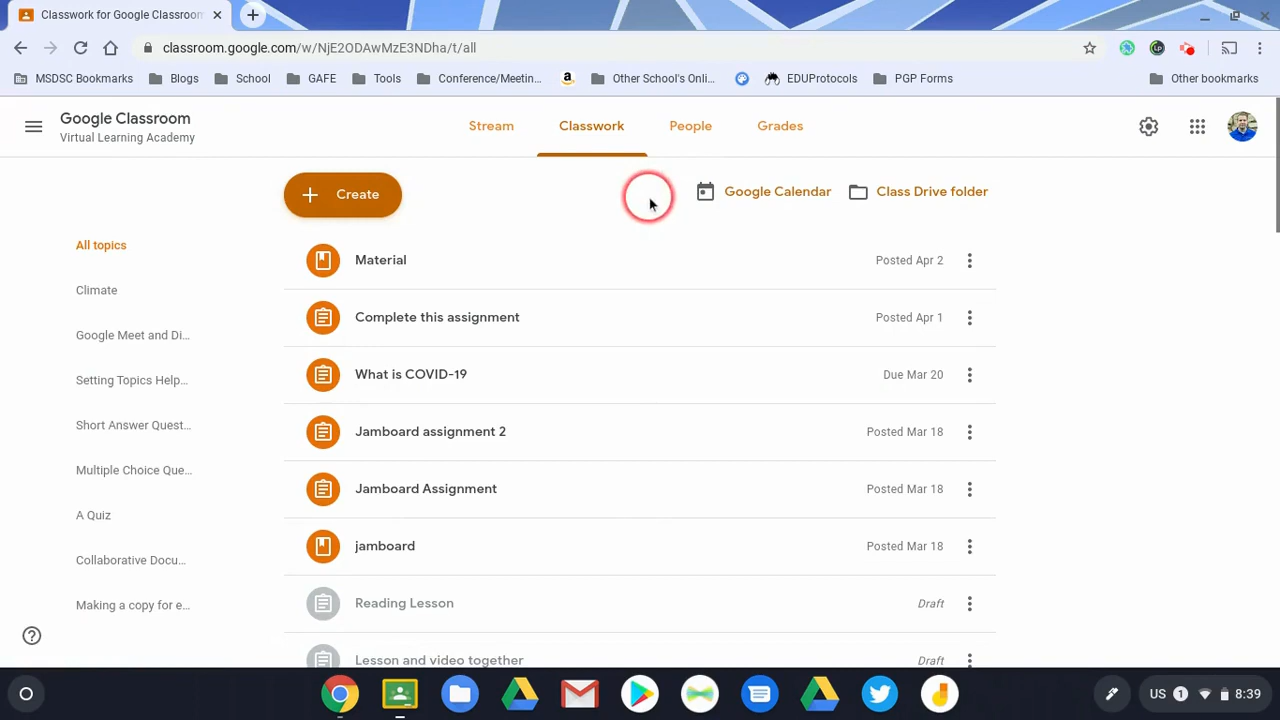 Classwork for Google Classroom
classroom.google.com/w/NjE2ODAwMzE3NDha/t/all
MSDSC Bookmarks
Blogs
School
GAFE
Tools
Conference/Meetin...
Other School's Onli...
EDUProtocols
PGP Forms
Other bookmarks
Google Classroom
Virtual Learning Academy
Stream
Classwork
People
Grades
Create
Google Calendar
Class Drive folder
All topics
Climate
Google Meet and Di...
Setting Topics Help...
Short Answer Quest...
Multiple Choice Que...
A Quiz
Collaborative Docu...
Making a copy for e...
Material
Posted Apr 2
Complete this assignment
Posted Apr 1
What is COVID-19
Due Mar 20
Jamboard assignment 2
Posted Mar 18
Jamboard Assignment
Posted Mar 18
jamboard
Posted Mar 18
Reading Lesson
Draft
Lesson and video together
Draft
US 1 8:39